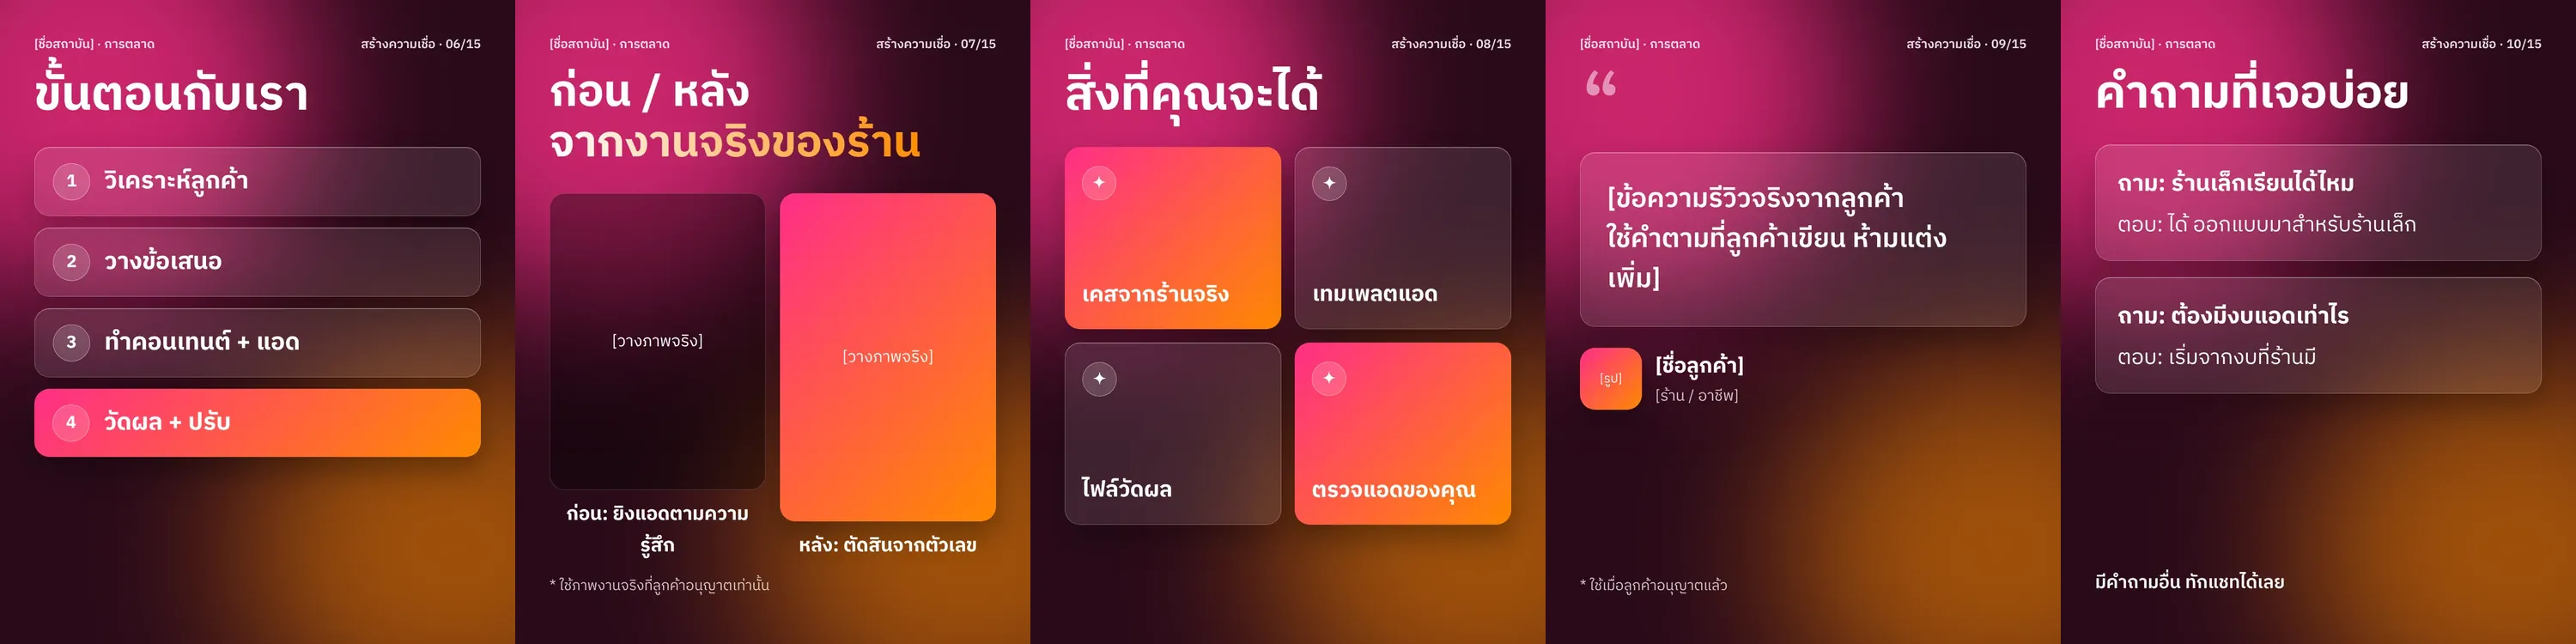 [ชื่อสถาบัน] · การตลาด
สร้างความเชื่อ · 06/15
ขั้นตอนกับเรา
1 วิเคราะห์ลูกค้า
2 วางข้อเสนอ
3 ทำคอนเทนต์ + แอด
4 วัดผล + ปรับ
[ชื่อสถาบัน] · การตลาด
สร้างความเชื่อ · 07/15
ก่อน / หลัง
จากงานจริงของร้าน
[วางภาพจริง]
[วางภาพจริง]
ก่อน: ยิงแอดตามความ
รู้สึก
หลัง: ตัดสินจากตัวเลข
* ใช้ภาพงานจริงที่ลูกค้าอนุญาตเท่านั้น
[ชื่อสถาบัน] · การตลาด
สร้างความเชื่อ · 08/15
สิ่งที่คุณจะได้
เคสจากร้านจริง
เทมเพลตแอด
ไฟล์วัดผล
ตรวจแอดของคุณ
[ชื่อสถาบัน] · การตลาด
สร้างความเชื่อ · 09/15
“
[ข้อความรีวิวจริงจากลูกค้า
ใช้คำตามที่ลูกค้าเขียน ห้ามแต่ง
เพิ่ม]
[รูป]
[ชื่อลูกค้า]
[ร้าน / อาชีพ]
* ใช้เมื่อลูกค้าอนุญาตแล้ว
[ชื่อสถาบัน] · การตลาด
สร้างความเชื่อ · 10/15
คำถามที่เจอบ่อย
ถาม: ร้านเล็กเรียนได้ไหม
ตอบ: ได้ ออกแบบมาสำหรับร้านเล็ก
ถาม: ต้องมีงบแอดเท่าไร
ตอบ: เริ่มจากงบที่ร้านมี
มีคำถามอื่น ทักแชทได้เลย